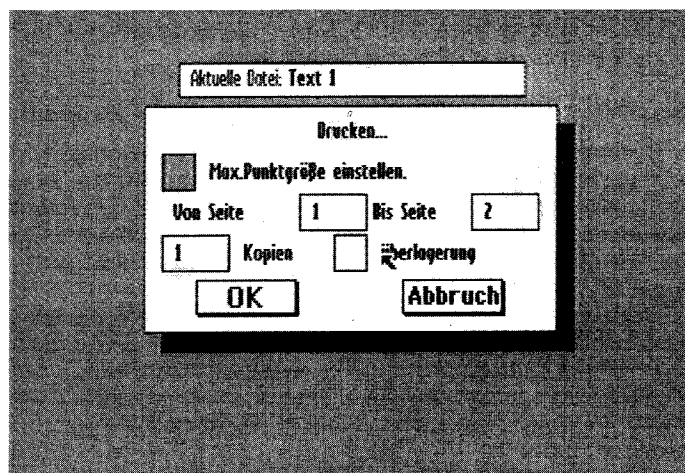 Aktuelle Datei: Text 1
Drucken...
Max.Punktgröße einstellen.
Von Seite 1 Bis Seite 2
1 Kopien überlagerung
OK Abbruch